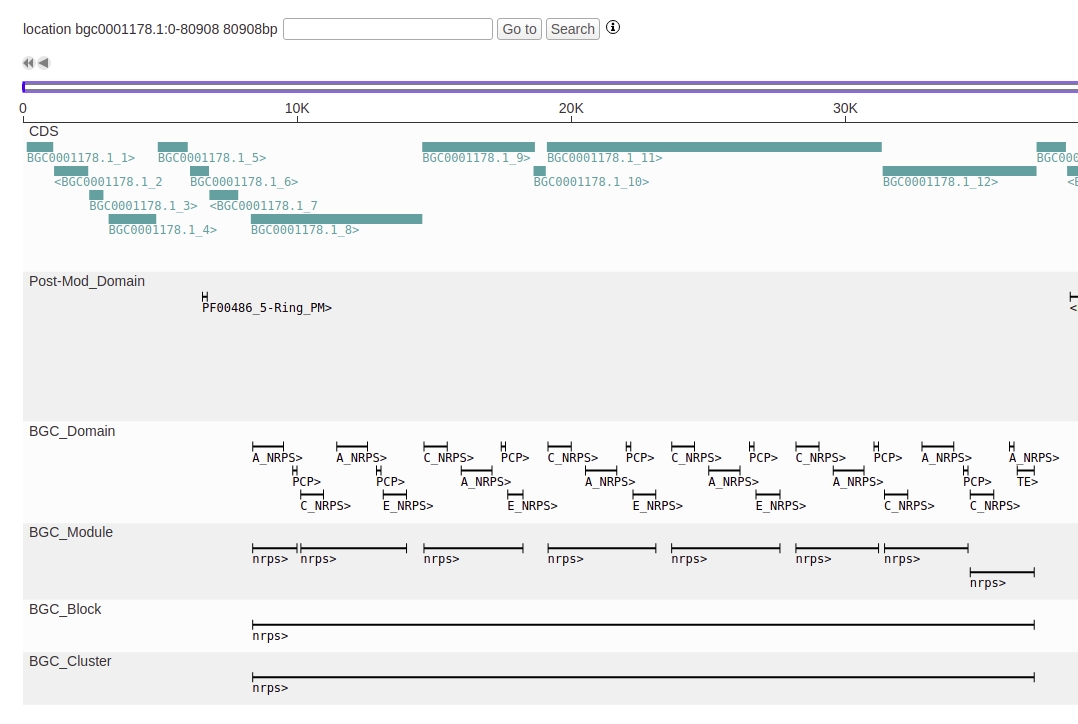 location bgc0001178.1:0-80908 80908bp Go to Search
0 10K 20K 30K
CDS
BGC0001178.1_1> BGC0001178.1_5> BGC0001178.1_9> BGC0001178.1_11> BGC00
<BGC0001178.1_2 BGC0001178.1_6> BGC0001178.1_10> BGC0001178.1_12>
BGC0001178.1_3> <BGC0001178.1_7
BGC0001178.1_4> BGC0001178.1_8>
Post-Mod_Domain
PF00486_5-Ring_PM> <
BGC_Domain
A_NRPS> A_NRPS> C_NRPS> PCP> C_NRPS> PCP> C_NRPS> PCP> C_NRPS> PCP> A_NRPS> A_NRPS>
PCP> PCP> A_NRPS> A_NRPS> A_NRPS> A_NRPS> PCP> TE>
C_NRPS> E_NRPS> E_NRPS> E_NRPS> E_NRPS> C_NRPS> C_NRPS>
BGC_Module
nrps> nrps> nrps> nrps> nrps> nrps> nrps>
nrps>
BGC_Block
nrps>
BGC_Cluster
nrps>